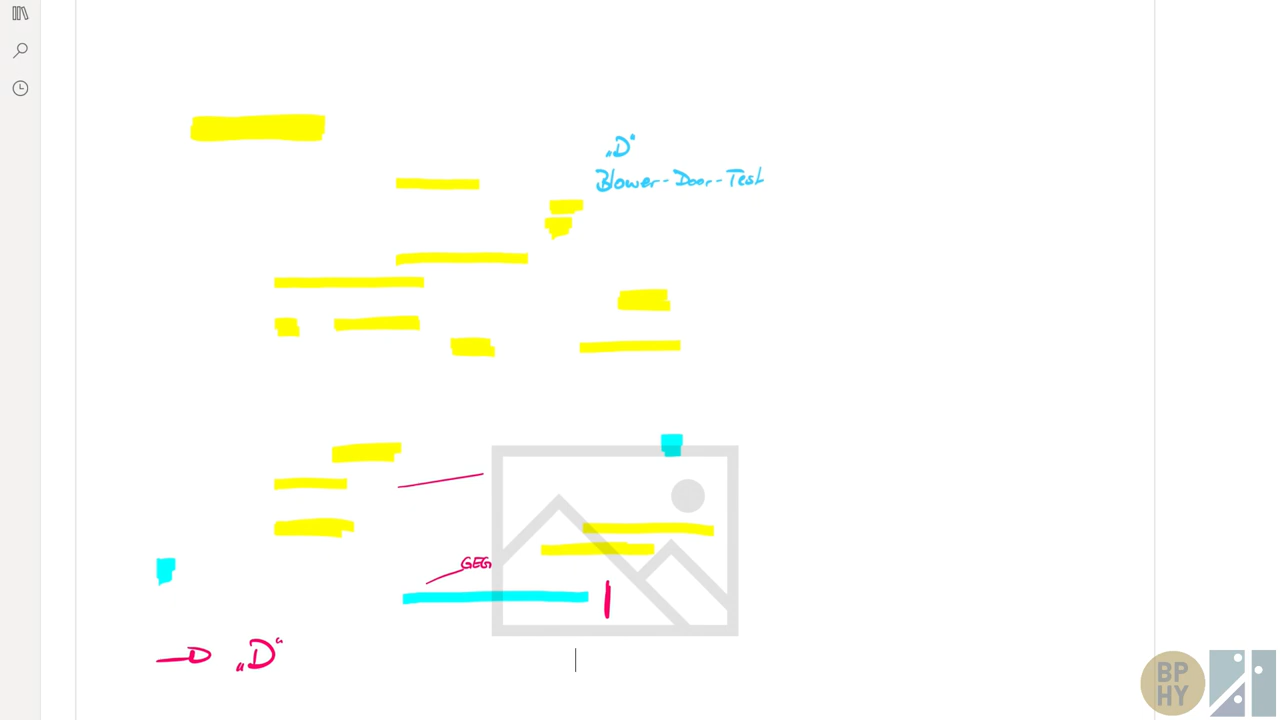 „D“
Blower-Door-Test
GEG
„D“
BP
HY